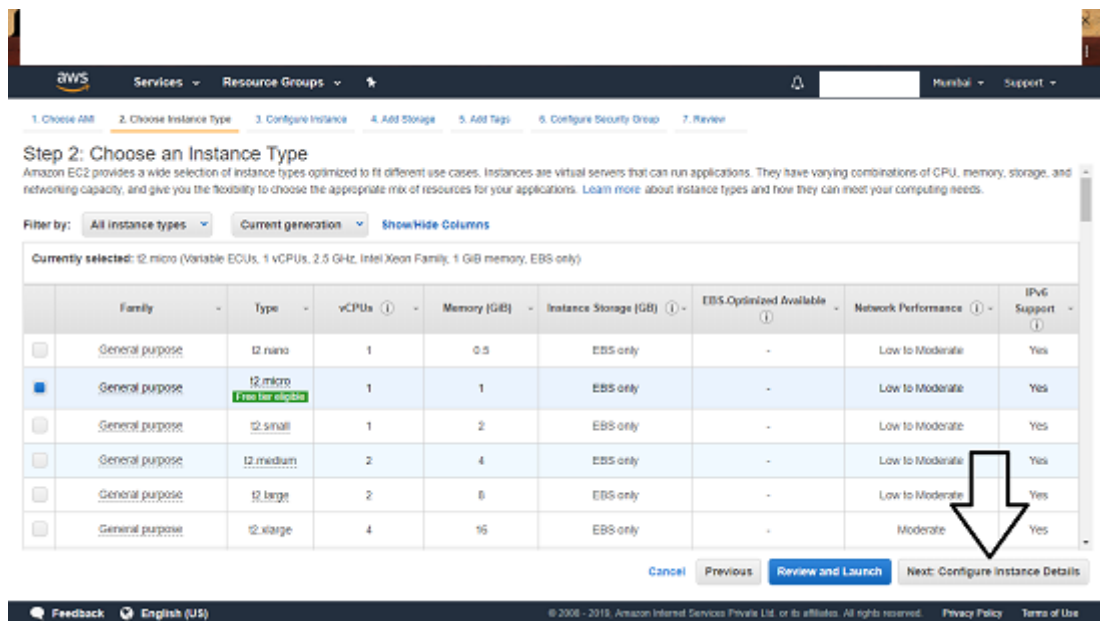 aws Services Resource Groups Mumbai Support
1. Choose AMI 2. Choose Instance Type 3. Configure Instance 4. Add Storage 5. Add Tags 6. Configure Security Group 7. Review
Step 2: Choose an Instance Type
Amazon EC2 provides a wide selection of instance types optimized to fit different use cases. Instances are virtual servers that can run applications. They have varying combinations of CPU, memory, storage, and
networking capacity, and give you the flexibility to choose the appropriate mix of resources for your applications. Learn more about instance types and how they can meet your computing needs.
Filter by: All instance types Current generation Show/Hide Columns
Currently selected: t2.micro (Variable ECUs, 1 vCPUs, 2.5 GHz, Intel Xeon Family, 1 GiB memory, EBS only)
Family Type vCPUs Memory (GiB) Instance Storage (GB) EBS-Optimized Available Network Performance IPv6 Support
General purpose t2.nano 1 0.5 EBS only - Low to Moderate Yes
General purpose t2.micro Free tier eligible 1 1 EBS only - Low to Moderate Yes
General purpose t2.small 1 2 EBS only - Low to Moderate Yes
General purpose t2.medium 2 4 EBS only - Low to Moderate Yes
General purpose t2.large 2 8 EBS only - Low to Moderate Yes
General purpose t2.xlarge 4 16 EBS only - Moderate Yes
Cancel Previous Review and Launch Next: Configure Instance Details
Feedback English (US) © 2008 - 2019, Amazon Internet Services Private Ltd. or its affiliates. All rights reserved. Privacy Policy Terms of Use